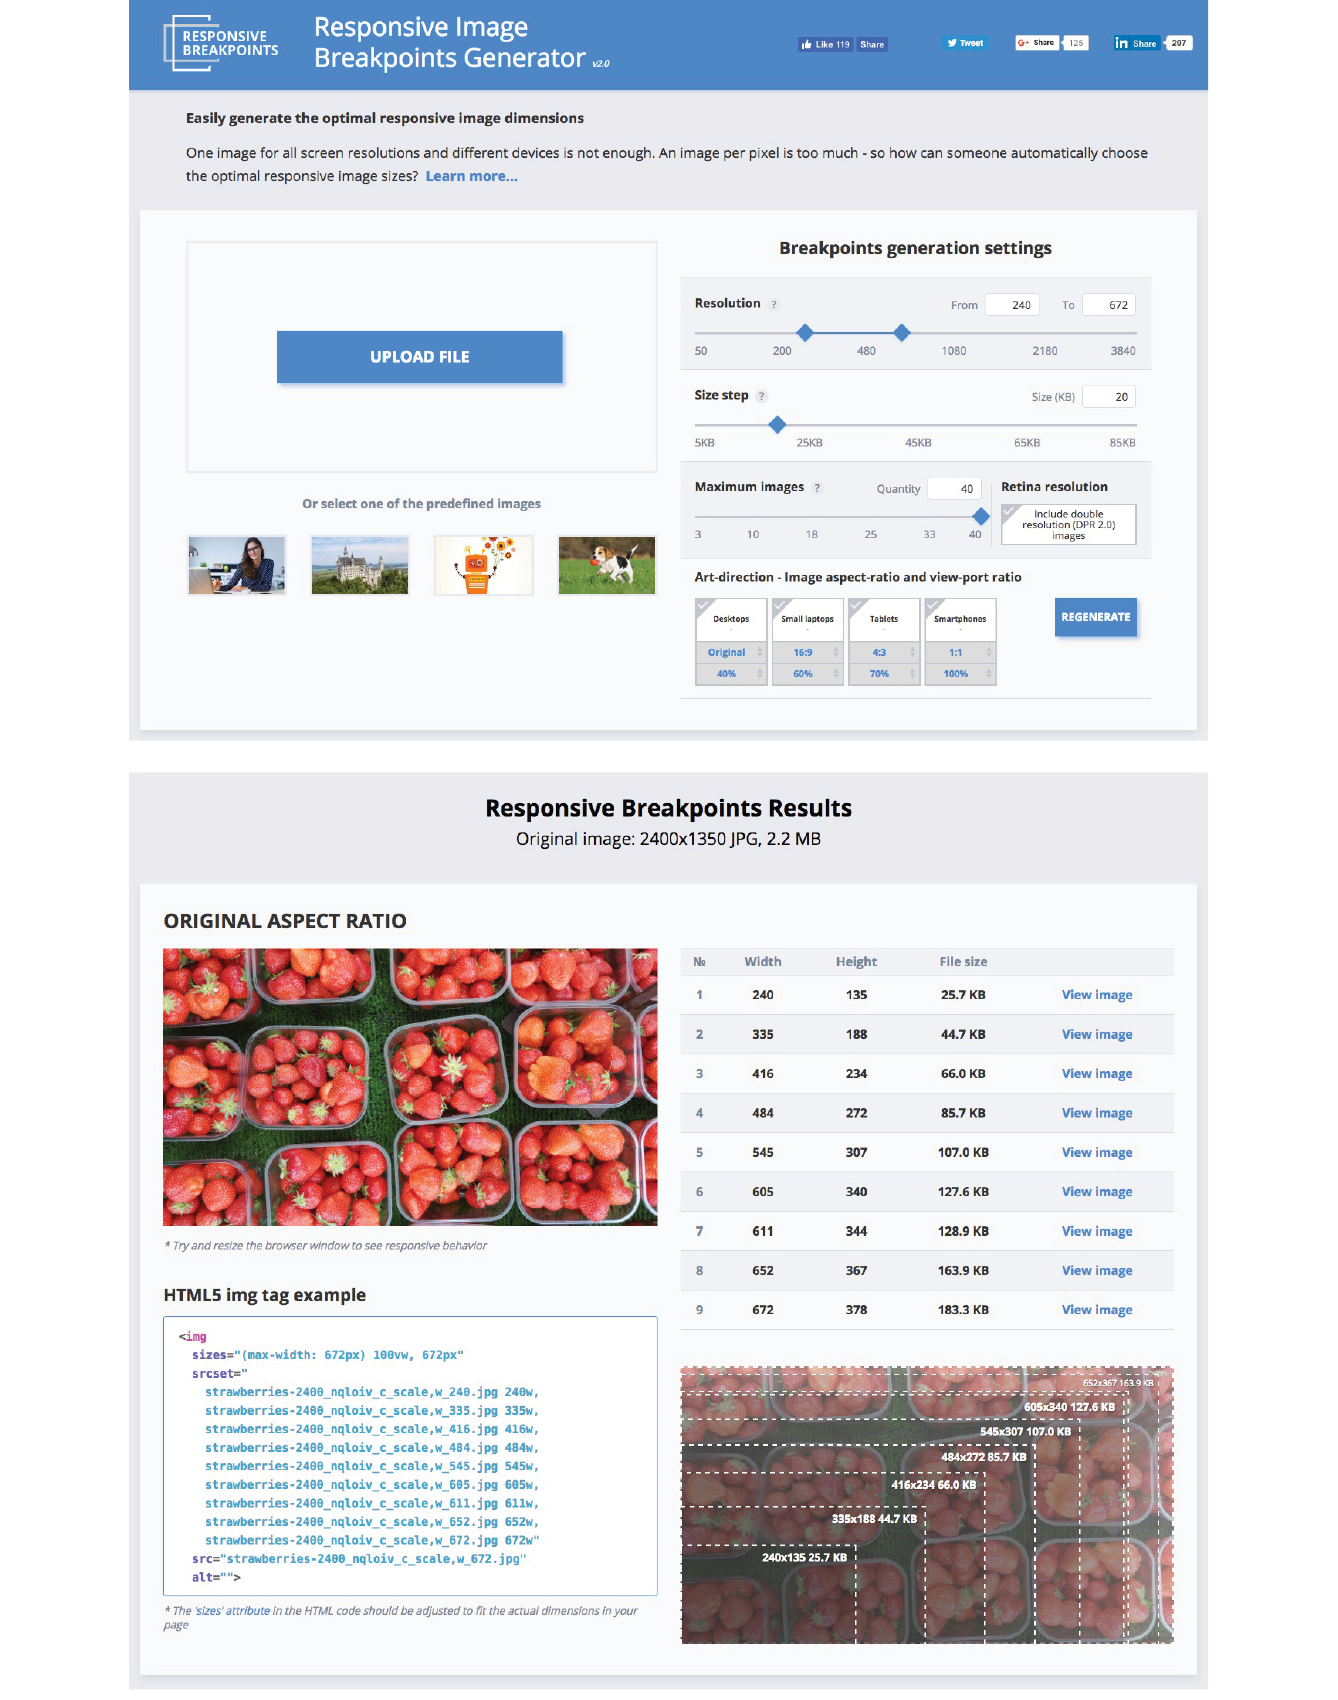 RESPONSIVE
BREAKPOINTS
Responsive Image
Breakpoints Generator v2.0
Like 119 Share
Tweet
G+ Share 125
in Share 207
Easily generate the optimal responsive image dimensions
One image for all screen resolutions and different devices is not enough. An image per pixel is too much - so how can someone automatically choose
the optimal responsive image sizes? Learn more...
UPLOAD FILE
Or select one of the predefined images
Breakpoints generation settings
Resolution ? From 240 To 672
50 200 480 1080 2180 3840
Size step ? Size (KB) 20
5KB 25KB 45KB 65KB 85KB
Maximum images ? Quantity 40
3 10 18 25 33 40
Retina resolution
Include double
resolution (DPR 2.0)
images
Art-direction - Image aspect-ratio and view-port ratio
Desktops Small laptops Tablets Smartphones
- - - -
Original 16:9 4:3 1:1
40% 60% 70% 100%
REGENERATE
Responsive Breakpoints Results
Original image: 2400x1350 JPG, 2.2 MB
ORIGINAL ASPECT RATIO
* Try and resize the browser window to see responsive behavior
HTML5 img tag example
<img
sizes="(max-width: 672px) 100vw, 672px"
srcset="
strawberries-2400_nqloiv_c_scale,w_240.jpg 240w,
strawberries-2400_nqloiv_c_scale,w_335.jpg 335w,
strawberries-2400_nqloiv_c_scale,w_416.jpg 416w,
strawberries-2400_nqloiv_c_scale,w_484.jpg 484w,
strawberries-2400_nqloiv_c_scale,w_545.jpg 545w,
strawberries-2400_nqloiv_c_scale,w_605.jpg 605w,
strawberries-2400_nqloiv_c_scale,w_611.jpg 611w,
strawberries-2400_nqloiv_c_scale,w_652.jpg 652w,
strawberries-2400_nqloiv_c_scale,w_672.jpg 672w"
src="strawberries-2400_nqloiv_c_scale,w_672.jpg"
alt="">
* The 'sizes' attribute in the HTML code should be adjusted to fit the actual dimensions in your
page
№ Width Height File size
1 240 135 25.7 KB View image
2 335 188 44.7 KB View image
3 416 234 66.0 KB View image
4 484 272 85.7 KB View image
5 545 307 107.0 KB View image
6 605 340 127.6 KB View image
7 611 344 128.9 KB View image
8 652 367 163.9 KB View image
9 672 378 183.3 KB View image
652x367 163.9 KB
605x340 127.6 KB
545x307 107.0 KB
484x272 85.7 KB
416x234 66.0 KB
335x188 44.7 KB
240x135 25.7 KB